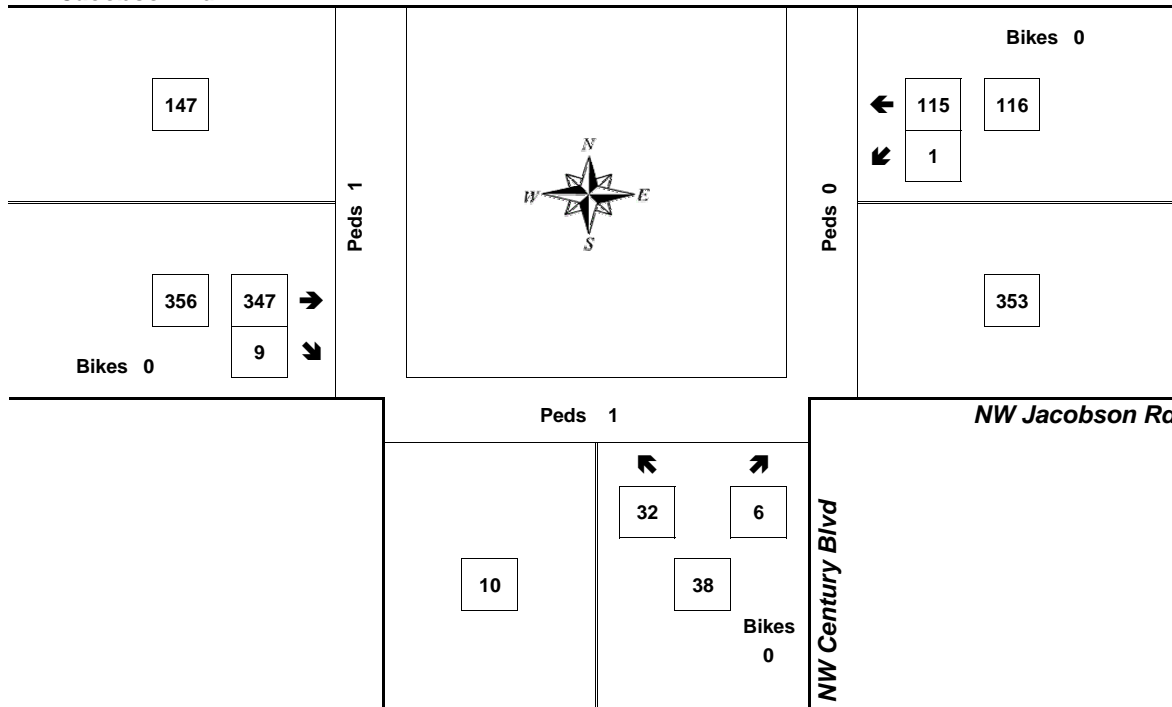 Bikes 0
147
115 116
1
N
W E
S
Peds 1
Peds 0
356 347
9
353
Bikes 0
Peds 1
NW Jacobson Rd
32 6
10
38
Bikes
0
NW Century Blvd